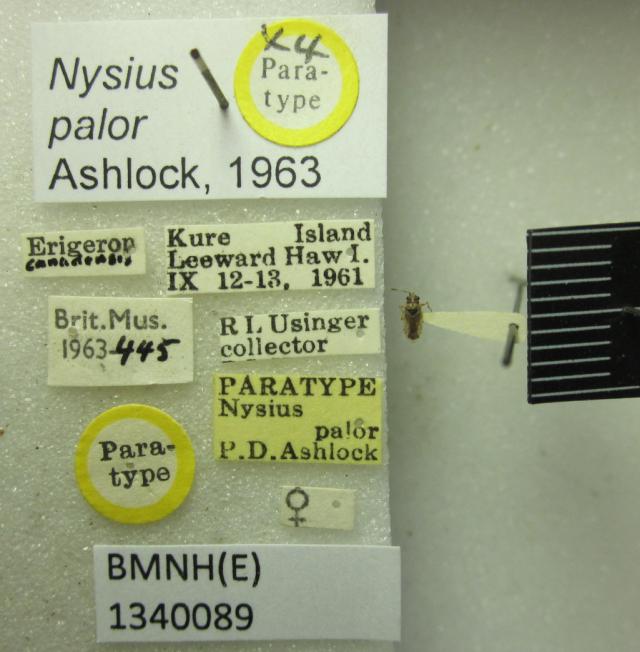 Nysius
palor
Ashlock, 1963
X4
Para-
type
Erigeron
canadensis
Kure Island
Leeward Haw I.
IX 12-13, 1961
Brit.Mus.
1963-445
R L Usinger
collector
PARATYPE
Nysius
palor
P.D.Ashlock
Para-
type
♀
BMNH(E)
1340089